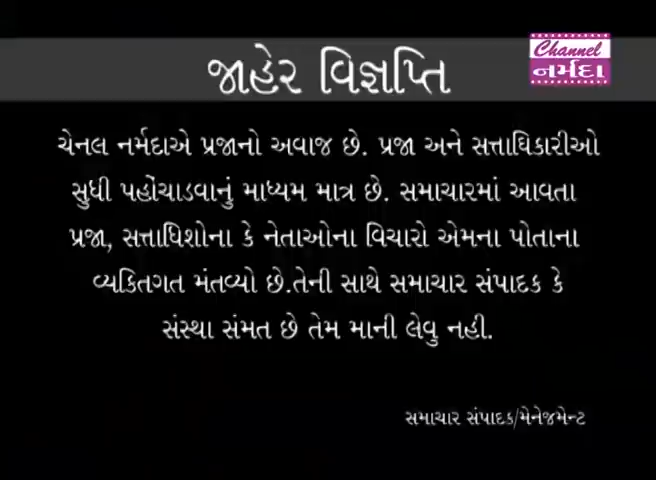 Channel
નર્મદા
જાહેર વિજ્ઞપ્તિ
ચેનલ નર્મદાએ પ્રજાનો અવાજ છે. પ્રજા અને સત્તાધિકારીઓ
સુધી પહોંચાડવાનું માધ્યમ માત્ર છે. સમાચારમાં આવતા
પ્રજા, સત્તાધિશોના કે નેતાઓના વિચારો એમના પોતાના
વ્યકિતગત મંતવ્યો છે.તેની સાથે સમાચાર સંપાદક કે
સંસ્થા સંમત છે તેમ માની લેવુ નહી.
સમાચાર સંપાદક/મેનેજમેન્ટ